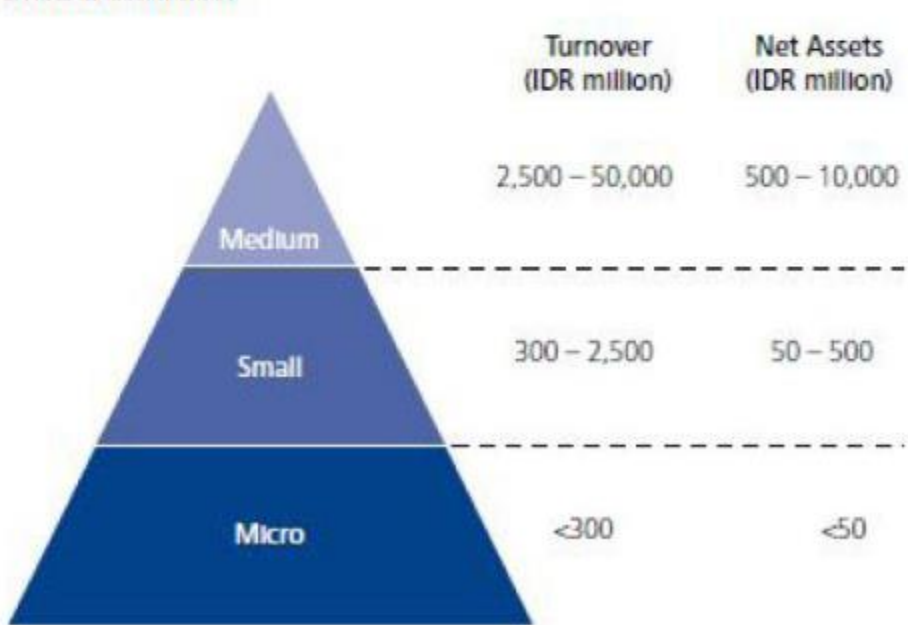 Turnover
(IDR million)
Net Assets
(IDR million)
Medium
2,500 – 50,000
500 – 10,000
Small
300 – 2,500
50 – 500
Micro
<300
<50